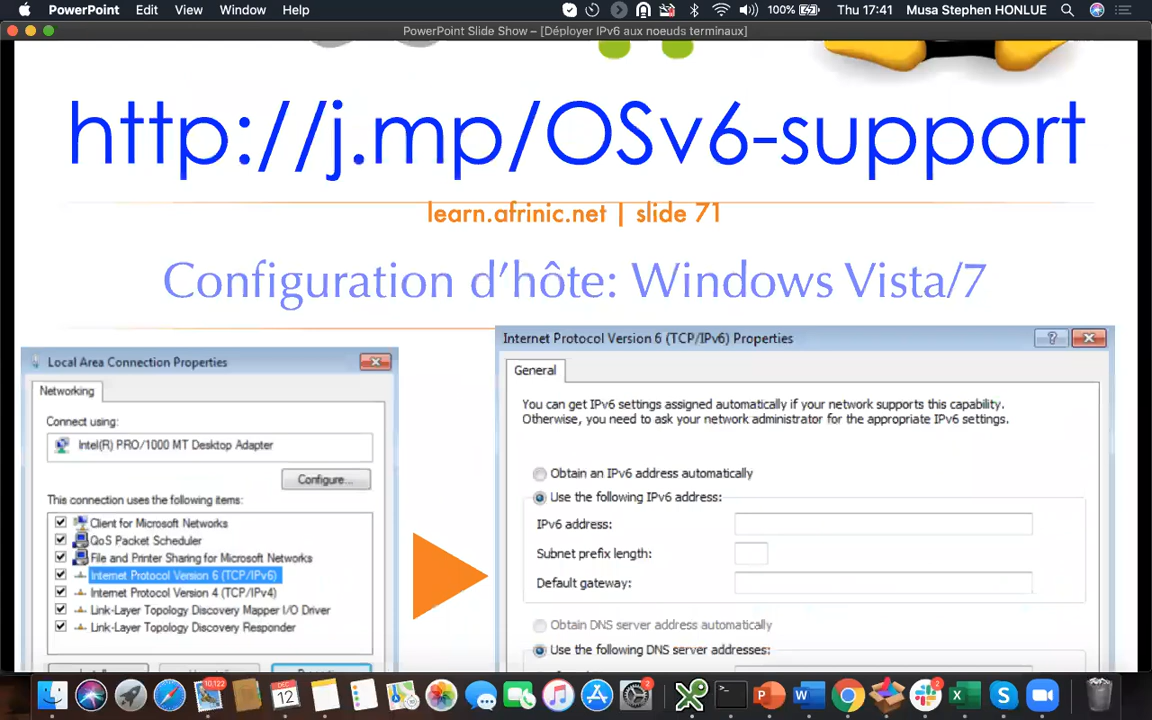 PowerPoint Edit View Window Help 100% Thu 17:41 Musa Stephen HONLUE
PowerPoint Slide Show – [Déployer IPv6 aux noeuds terminaux]
http://j.mp/OSv6-support
learn.afrinic.net | slide 71
Configuration d’hôte: Windows Vista/7
Local Area Connection Properties
Networking
Connect using:
Intel(R) PRO/1000 MT Desktop Adapter
Configure...
This connection uses the following items:
Client for Microsoft Networks
QoS Packet Scheduler
File and Printer Sharing for Microsoft Networks
Internet Protocol Version 6 (TCP/IPv6)
Internet Protocol Version 4 (TCP/IPv4)
Link-Layer Topology Discovery Mapper I/O Driver
Link-Layer Topology Discovery Responder
Internet Protocol Version 6 (TCP/IPv6) Properties
General
You can get IPv6 settings assigned automatically if your network supports this capability.
Otherwise, you need to ask your network administrator for the appropriate IPv6 settings.
Obtain an IPv6 address automatically
Use the following IPv6 address:
IPv6 address:
Subnet prefix length:
Default gateway:
Obtain DNS server address automatically
Use the following DNS server addresses:
10,122
DEC
12
2
2